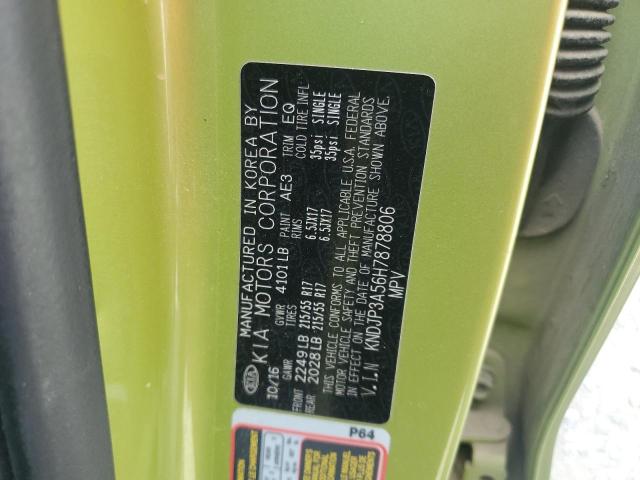 MANUFACTURED IN KOREA BY
KIA MOTORS CORPORATION
10/16 GVWR 4101LB PAINT AE3 TRIM EQ
GAWR TIRES RIMS COLD TIRE INFL
FRONT 2249LB 215/55 R17 6.5JX17 35psi SINGLE
REAR 2028LB 215/55 R17 6.5JX17 35psi SINGLE
THIS VEHICLE CONFORMS TO ALL APPLICABLE U.S.A. FEDERAL
MOTOR VEHICLE SAFETY AND THEFT PREVENTION STANDARDS
IN EFFECT ON THE DATE OF MANUFACTURE SHOWN ABOVE.
V.I.N KNDJP3A56H7878806
MPV
KIA
P64